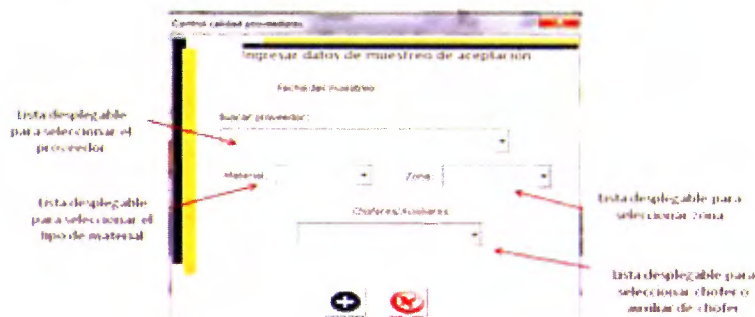 Control calidad proveedores
Ingresar datos de muestreo de aceptación
Fecha del muestreo
Buscar proveedor:
Lista desplegable
para seleccionar el
proveedor
Material:
Zona:
Lista desplegable
para seleccionar el
tipo de material
Lista desplegable para
seleccionar zona
Choferes/Auxiliares
Lista desplegable para
seleccionar chofer o
auxiliar de chofer